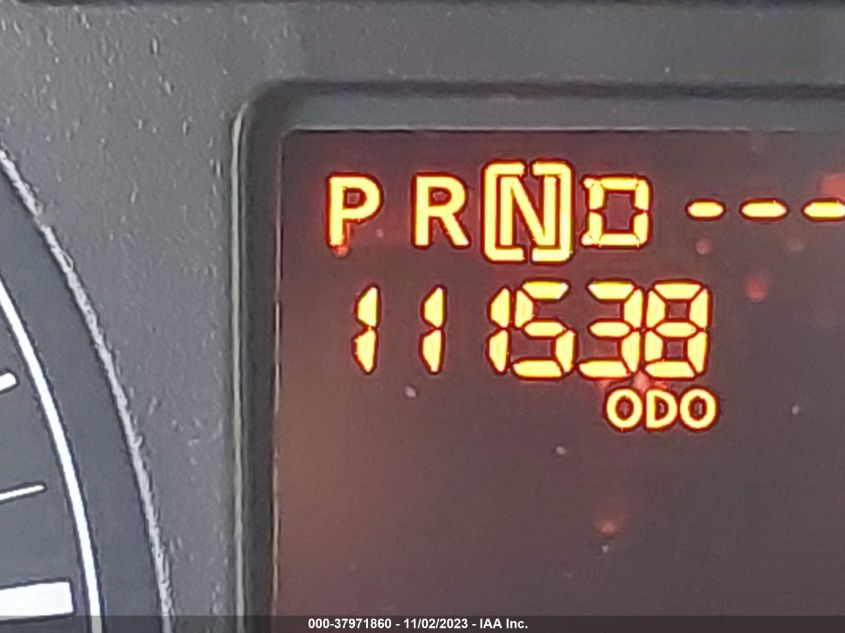 P R [N] D ---
111538
ODO
000-37971860 - 11/02/2023 - IAA Inc.